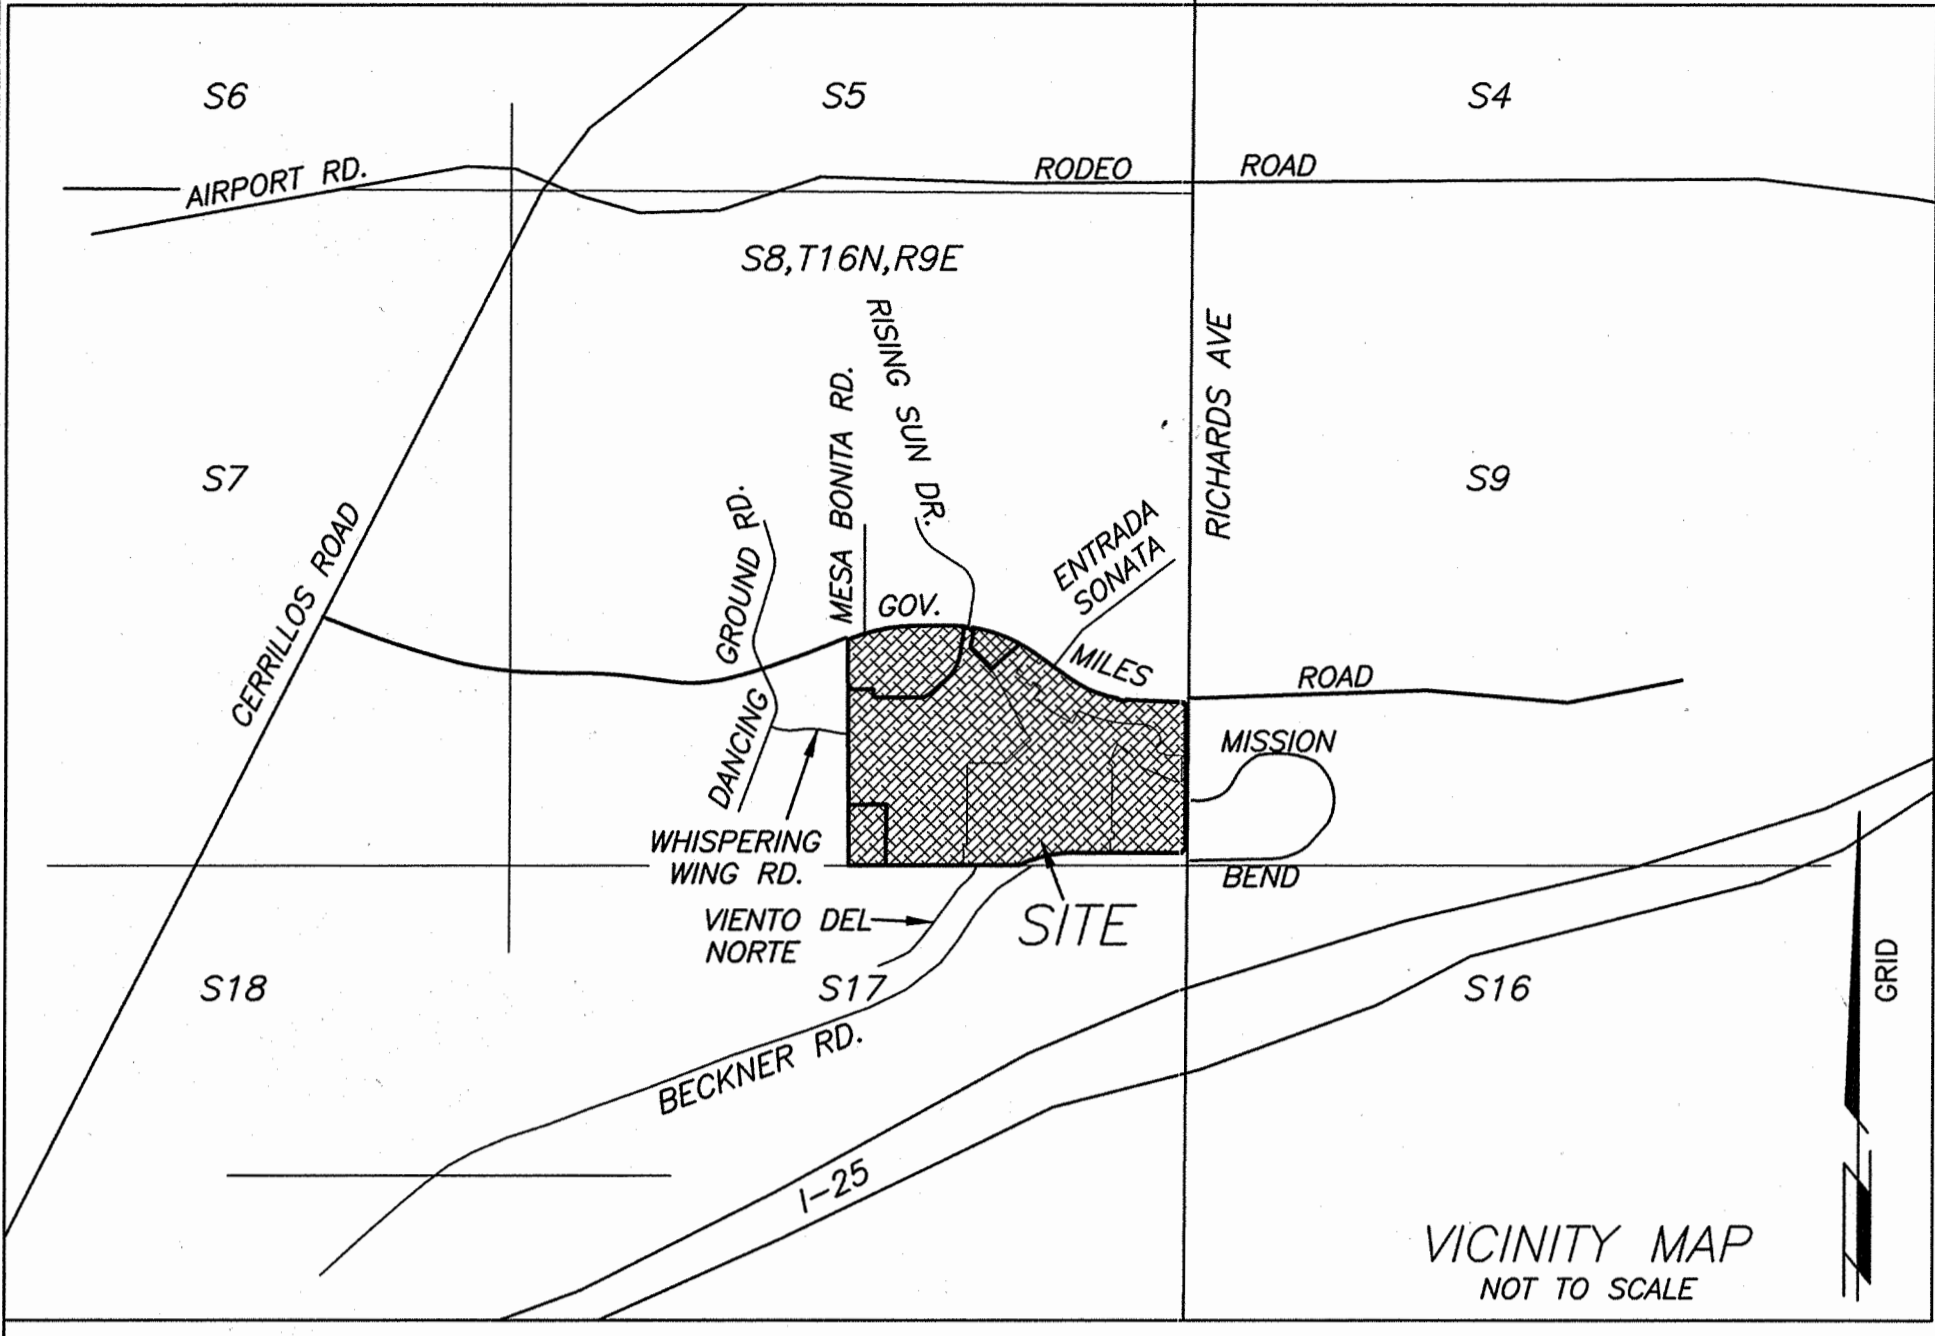 S6
S5
S4
AIRPORT RD.
RODEO ROAD
S8,T16N,R9E
RISING SUN DR.
MESA BONITA RD.
RICHARDS AVE
S7
S9
CERRILLOS ROAD
DANCING GROUND RD.
ENTRADA
SONATA
GOV. MILES ROAD
MISSION
BEND
WHISPERING
WING RD.
VIENTO DEL
NORTE
SITE
S18
S17
S16
GRID
N
BECKNER RD.
I-25
VICINITY MAP
NOT TO SCALE